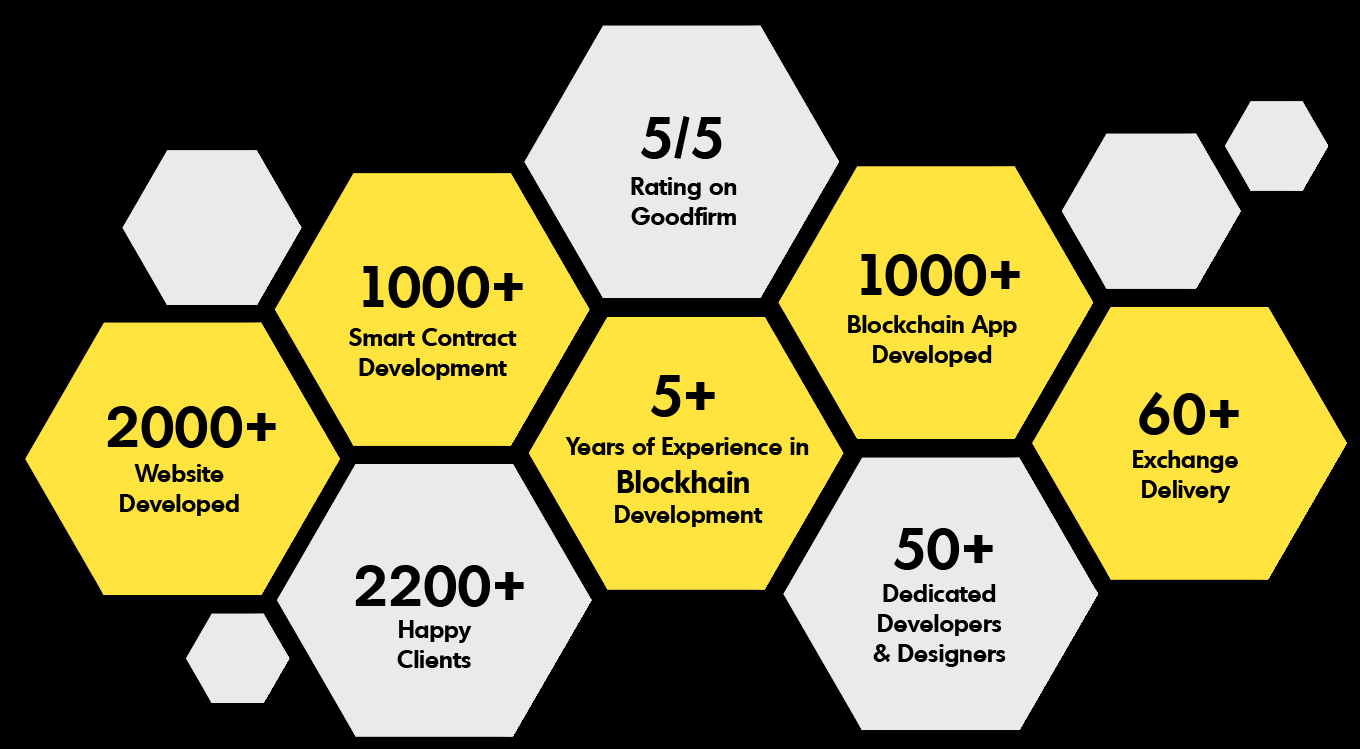 5/5
Rating on
Goodfirm
1000+
Smart Contract
Development
1000+
Blockchain App
Developed
2000+
Website
Developed
5+
Years of Experience in
Blockhain
Development
60+
Exchange
Delivery
2200+
Happy
Clients
50+
Dedicated
Developers
& Designers